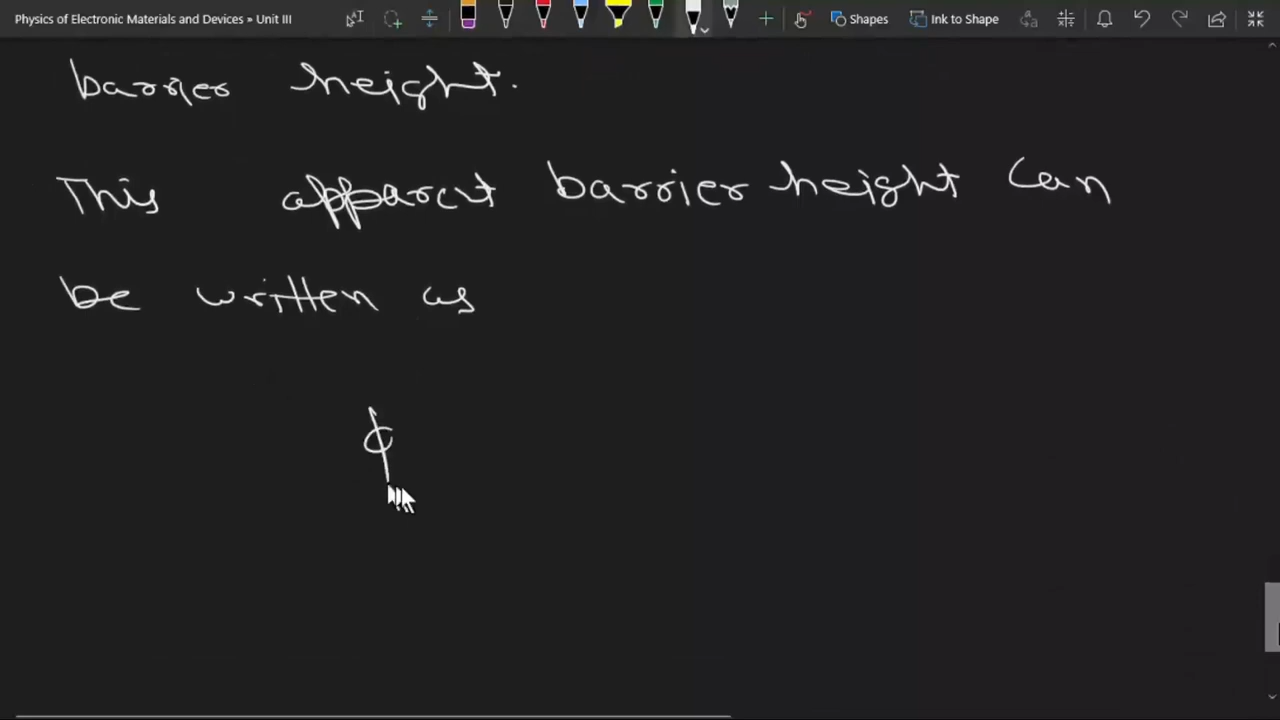 Physics of Electronic Materials and Devices » Unit III
Shapes
Ink to Shape
barrier height.
This apparent barrier height can
be written as
ϕ